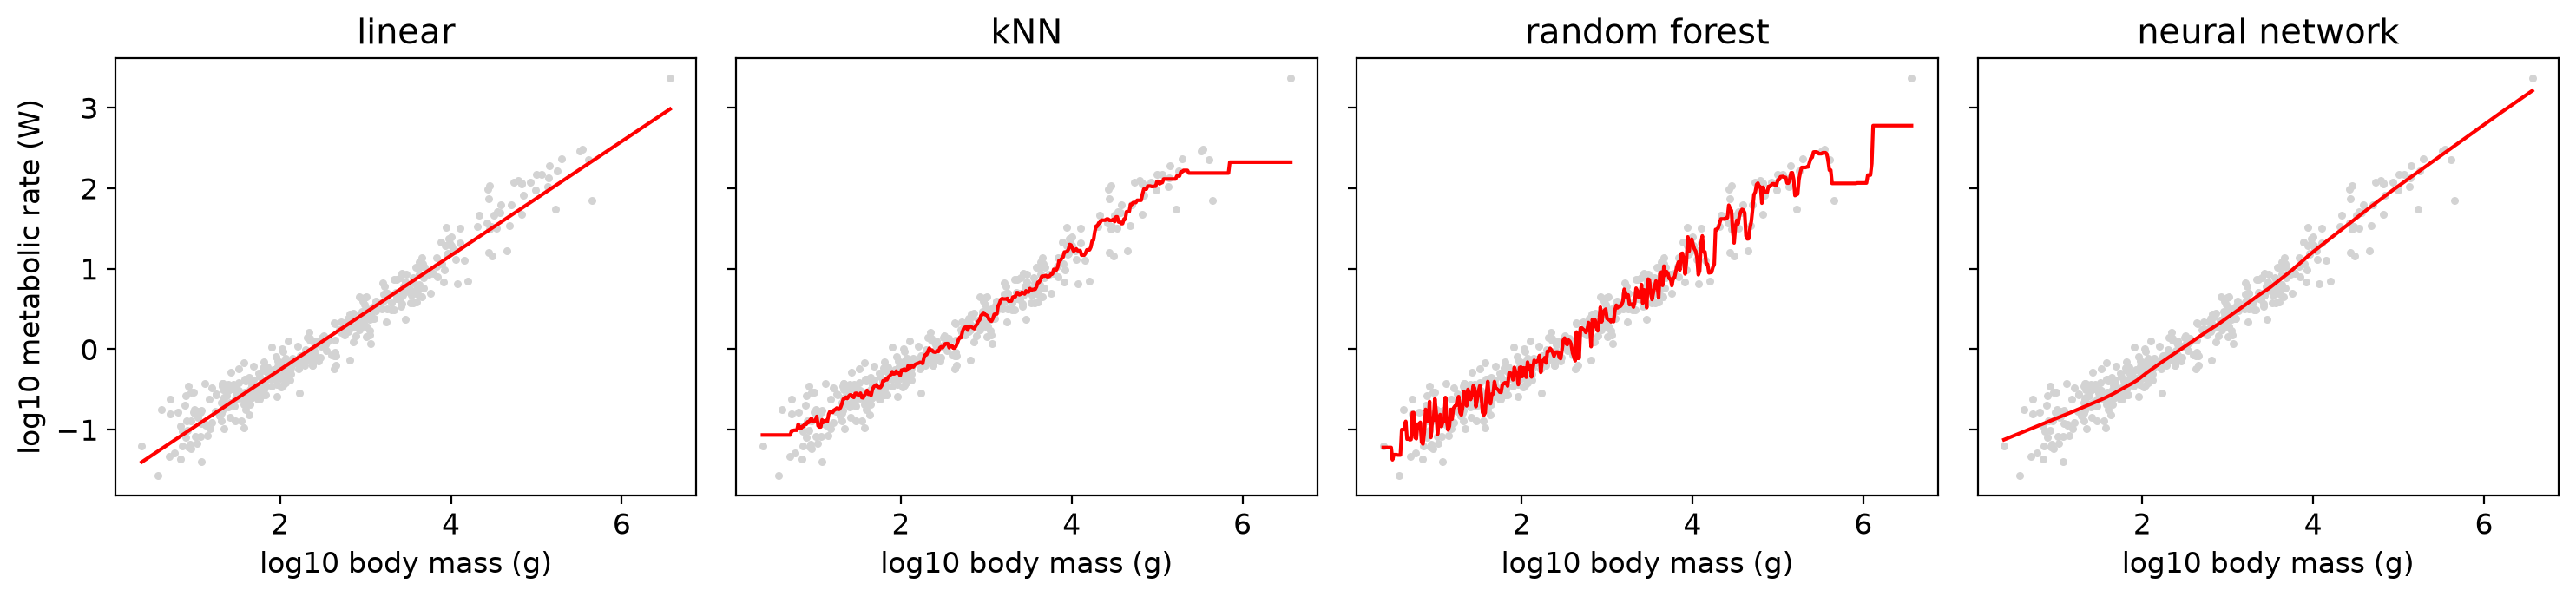 linear
kNN
random forest
neural network
log10 metabolic rate (W)
3
2
1
0
−1
2 4 6
2 4 6
2 4 6
2 4 6
log10 body mass (g)
log10 body mass (g)
log10 body mass (g)
log10 body mass (g)